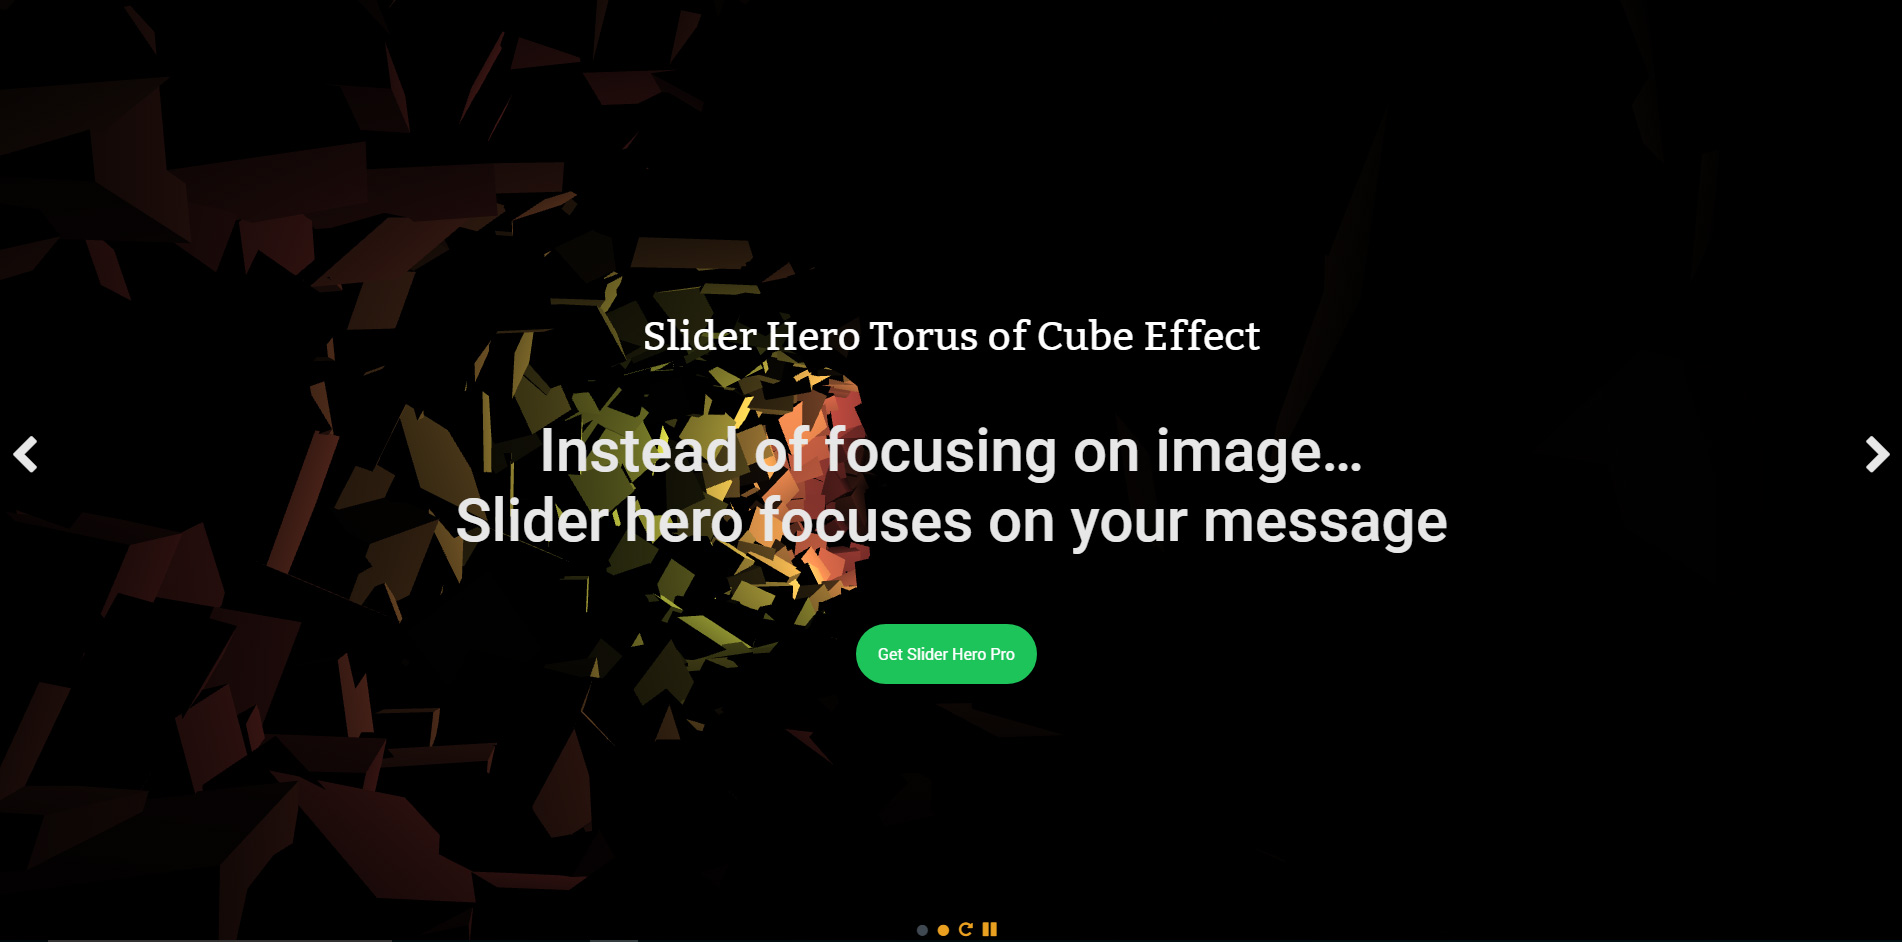 Slider Hero Torus of Cube Effect
Instead of focusing on image...
Slider hero focuses on your message
Get Slider Hero Pro